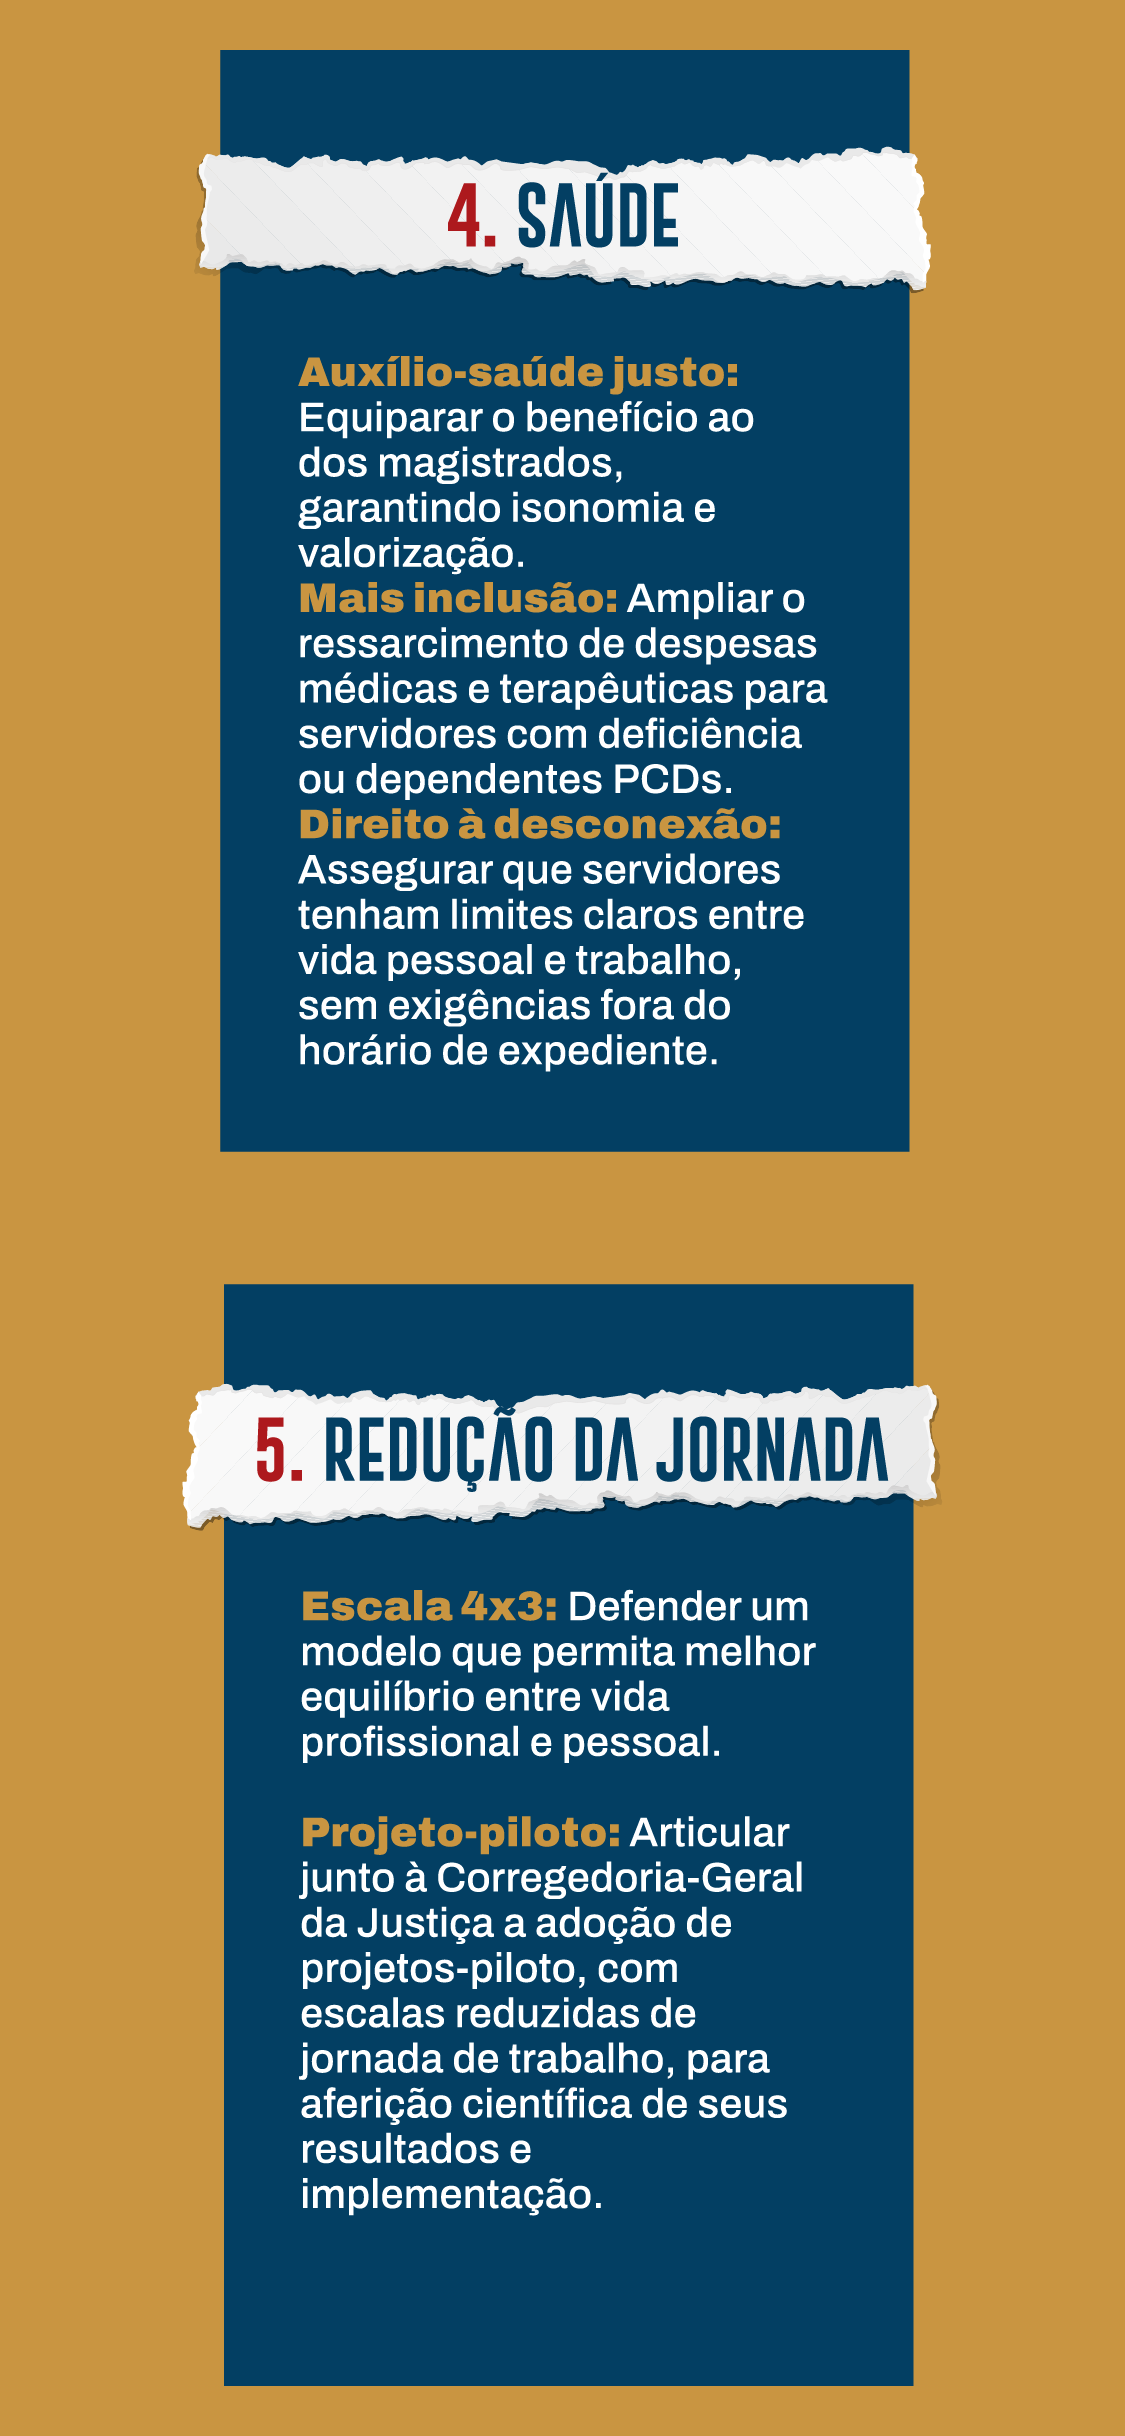 4. SAÚDE
Auxílio-saúde justo:
Equiparar o benefício ao
dos magistrados,
garantindo isonomia e
valorização.
Mais inclusão: Ampliar o
ressarcimento de despesas
médicas e terapêuticas para
servidores com deficiência
ou dependentes PCDs.
Direito à desconexão:
Assegurar que servidores
tenham limites claros entre
vida pessoal e trabalho,
sem exigências fora do
horário de expediente.
5. REDUÇÃO DA JORNADA
Escala 4x3: Defender um
modelo que permita melhor
equilíbrio entre vida
profissional e pessoal.
Projeto-piloto: Articular
junto à Corregedoria-Geral
da Justiça a adoção de
projetos-piloto, com
escalas reduzidas de
jornada de trabalho, para
aferição científica de seus
resultados e
implementação.